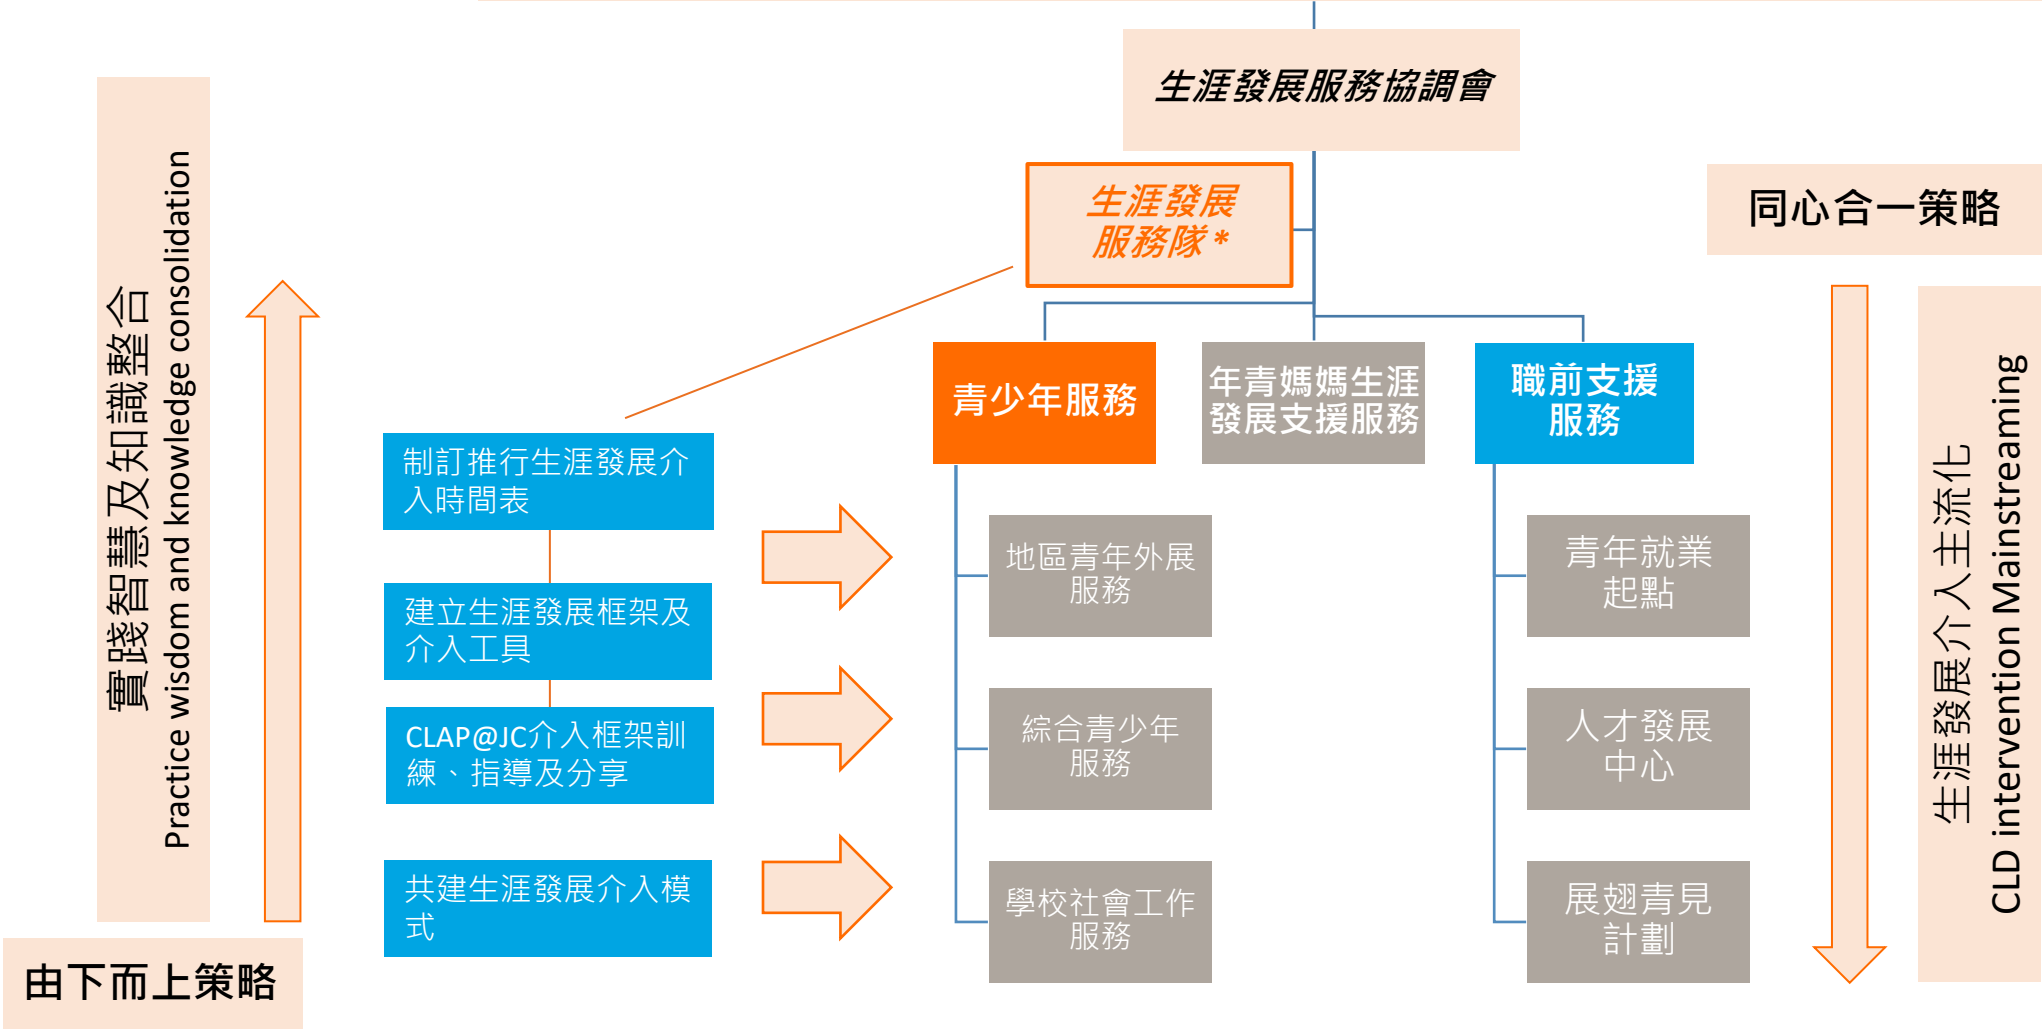 生涯發展服務協調會
生涯發展
服務隊*
同心合一策略
實踐智慧及知識整合
Practice wisdom and knowledge consolidation
青少年服務
年青媽媽生涯
發展支援服務
職前支援
服務
制訂推行生涯發展介
入時間表
建立生涯發展框架及
介入工具
CLAP@JC介入框架訓
練、指導及分享
共建生涯發展介入模
式
地區青年外展
服務
綜合青少年
服務
學校社會工作
服務
青年就業
起點
人才發展
中心
展翅青見
計劃
生涯發展介入主流化
CLD intervention Mainstreaming
由下而上策略